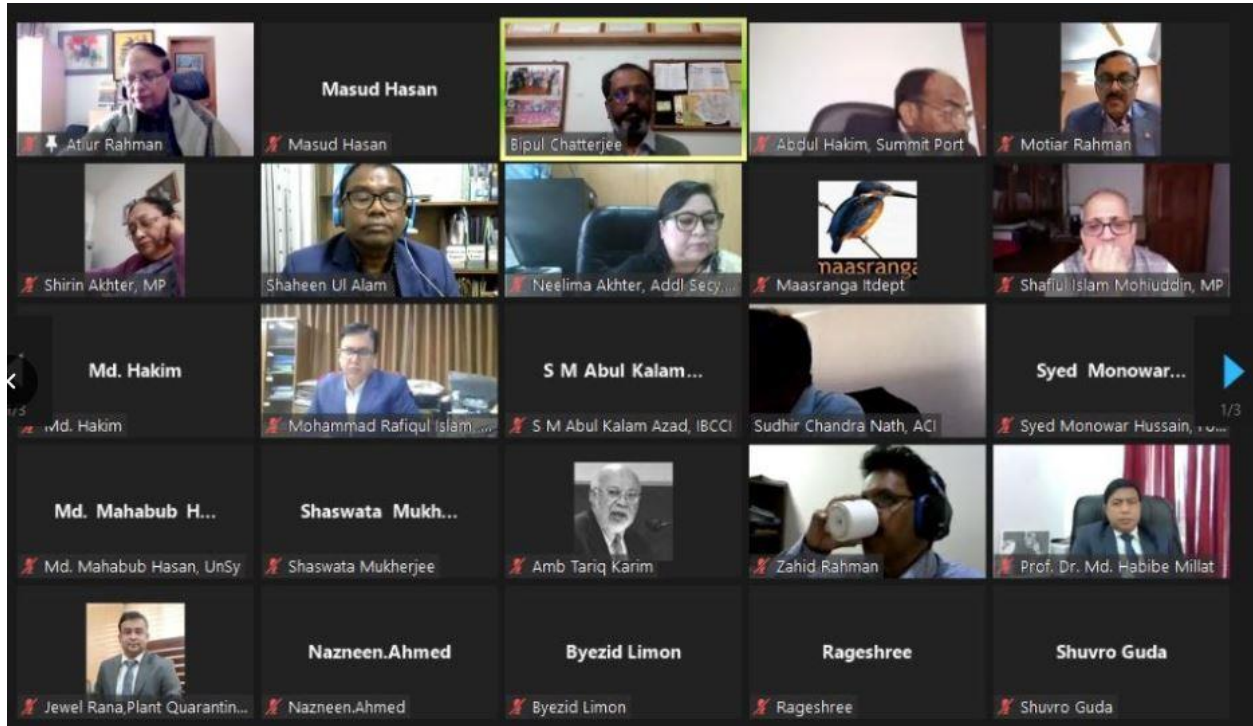 Atiur Rahman
Masud Hasan
Masud Hasan
Bipul Chatterjee
Abdul Hakim, Summit Port
Motiar Rahman
Shirin Akhter, MP
Shaheen Ul Alam
Neelima Akhter, Addl Secy....
maasranga
Maasranga Itdept
Shafiul Islam Mohiuddin, MP
Md. Hakim
Md. Hakim
Mohammad Rafiqul Islam, ...
S M Abul Kalam...
S M Abul Kalam Azad, IBCCI
Sudhir Chandra Nath, ACI
Syed Monowar...
Syed Monowar Hussain,
1/3
1/3
Md. Mahabub H...
Md. Mahabub Hasan, UnSy
Shaswata Mukh...
Shaswata Mukherjee
Amb Tariq Karim
Zahid Rahman
Prof. Dr. Md. Habibe Millat
Jewel Rana,Plant Quarantin...
Nazneen.Ahmed
Nazneen.Ahmed
Byezid Limon
Byezid Limon
Rageshree
Rageshree
Shuvro Guda
Shuvro Guda